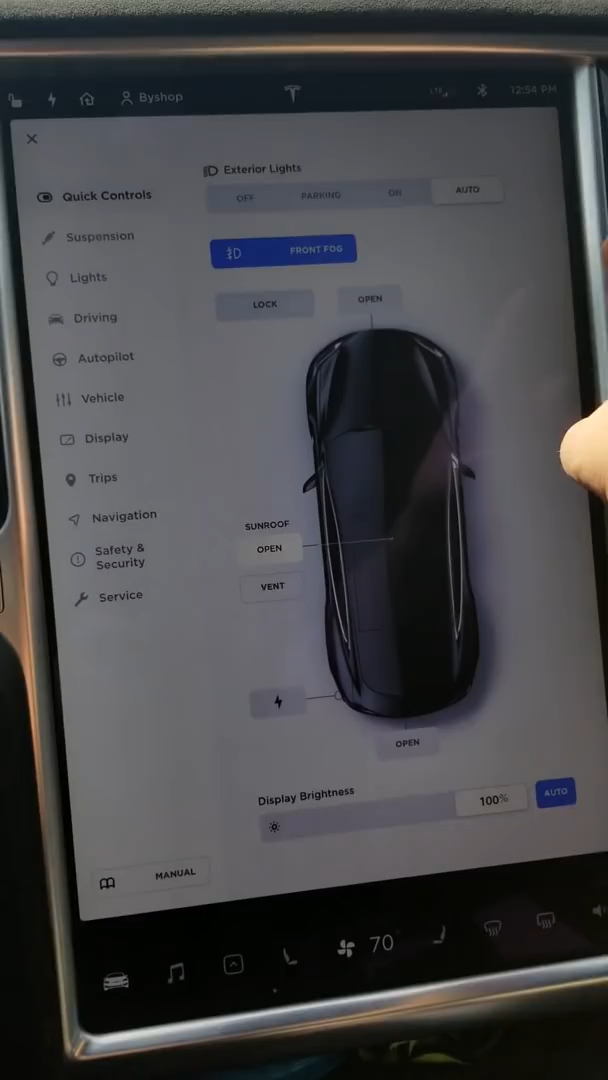 Byshop
LTE
12:54 PM
Exterior Lights
Quick Controls
OFF
PARKING
ON
AUTO
Suspension
FRONT FOG
Lights
LOCK
OPEN
Driving
Autopilot
Vehicle
Display
Trips
Navigation
SUNROOF
OPEN
Safety &
Security
VENT
Service
OPEN
Display Brightness
100%
AUTO
MANUAL
70